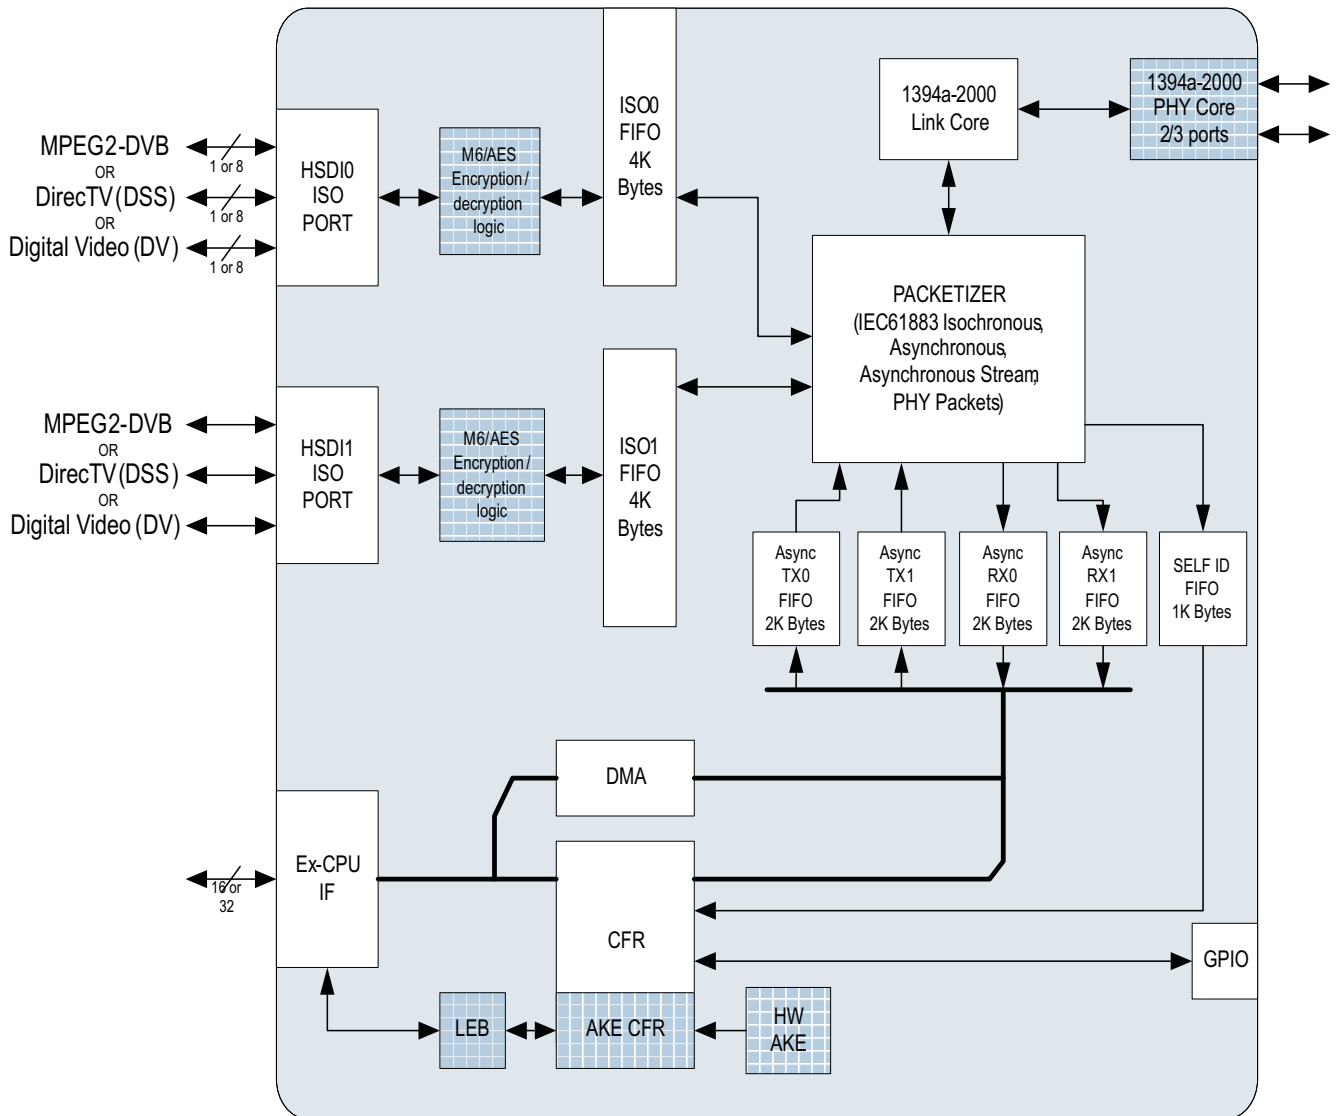 MPEG2-DVB
1 or 8
OR
DirecTV(DSS)
1 or 8
OR
Digital Video (DV)
1 or 8
HSDI0
ISO
PORT
M6/AES
Encryption/
decryption
logic
ISO0
FIFO
4K
Bytes
1394a-2000
Link Core
1394a-2000
PHY Core
2/3 ports
PACKETIZER
(IEC61883 Isochronous,
Asynchronous,
Asynchronous Stream,
PHY Packets)
MPEG2-DVB
OR
DirecTV(DSS)
OR
Digital Video (DV)
HSDI1
ISO
PORT
M6/AES
Encryption/
decryption
logic
ISO1
FIFO
4K
Bytes
Async
TX0
FIFO
2K Bytes
Async
TX1
FIFO
2K Bytes
Async
RX0
FIFO
2K Bytes
Async
RX1
FIFO
2K Bytes
SELF ID
FIFO
1K Bytes
DMA
Ex-CPU
IF
16 or
32
CFR
GPIO
LEB
AKE CFR
HW
AKE